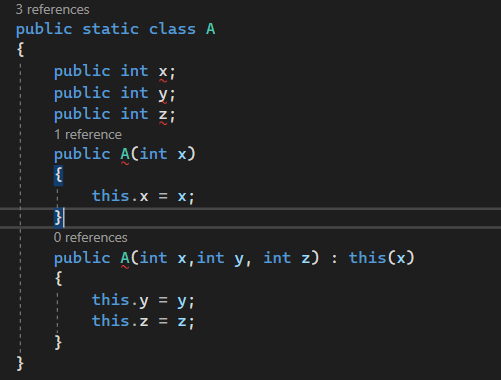 3 references
public static class A
{
public int x;
public int y;
public int z;
1 reference
public A(int x)
{
this.x = x;
}
0 references
public A(int x,int y, int z) : this(x)
{
this.y = y;
this.z = z;
}
}